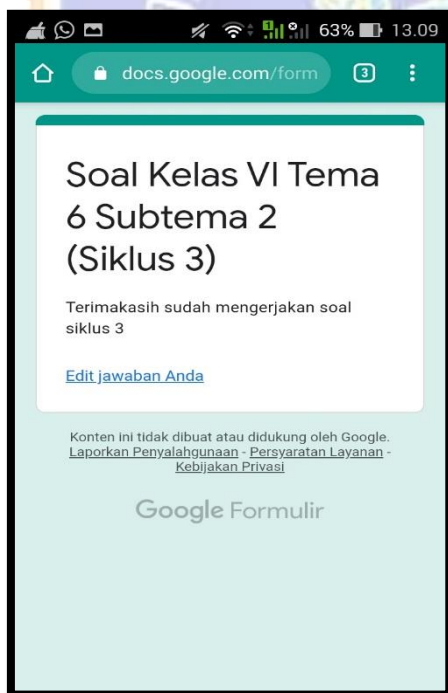 63% 13.09
docs.google.com/form 3
Soal Kelas VI Tema
6 Subtema 2
(Siklus 3)
Terimakasih sudah mengerjakan soal
siklus 3
Edit jawaban Anda
Konten ini tidak dibuat atau didukung oleh Google.
Laporkan Penyalahgunaan - Persyaratan Layanan -
Kebijakan Privasi
Google Formulir